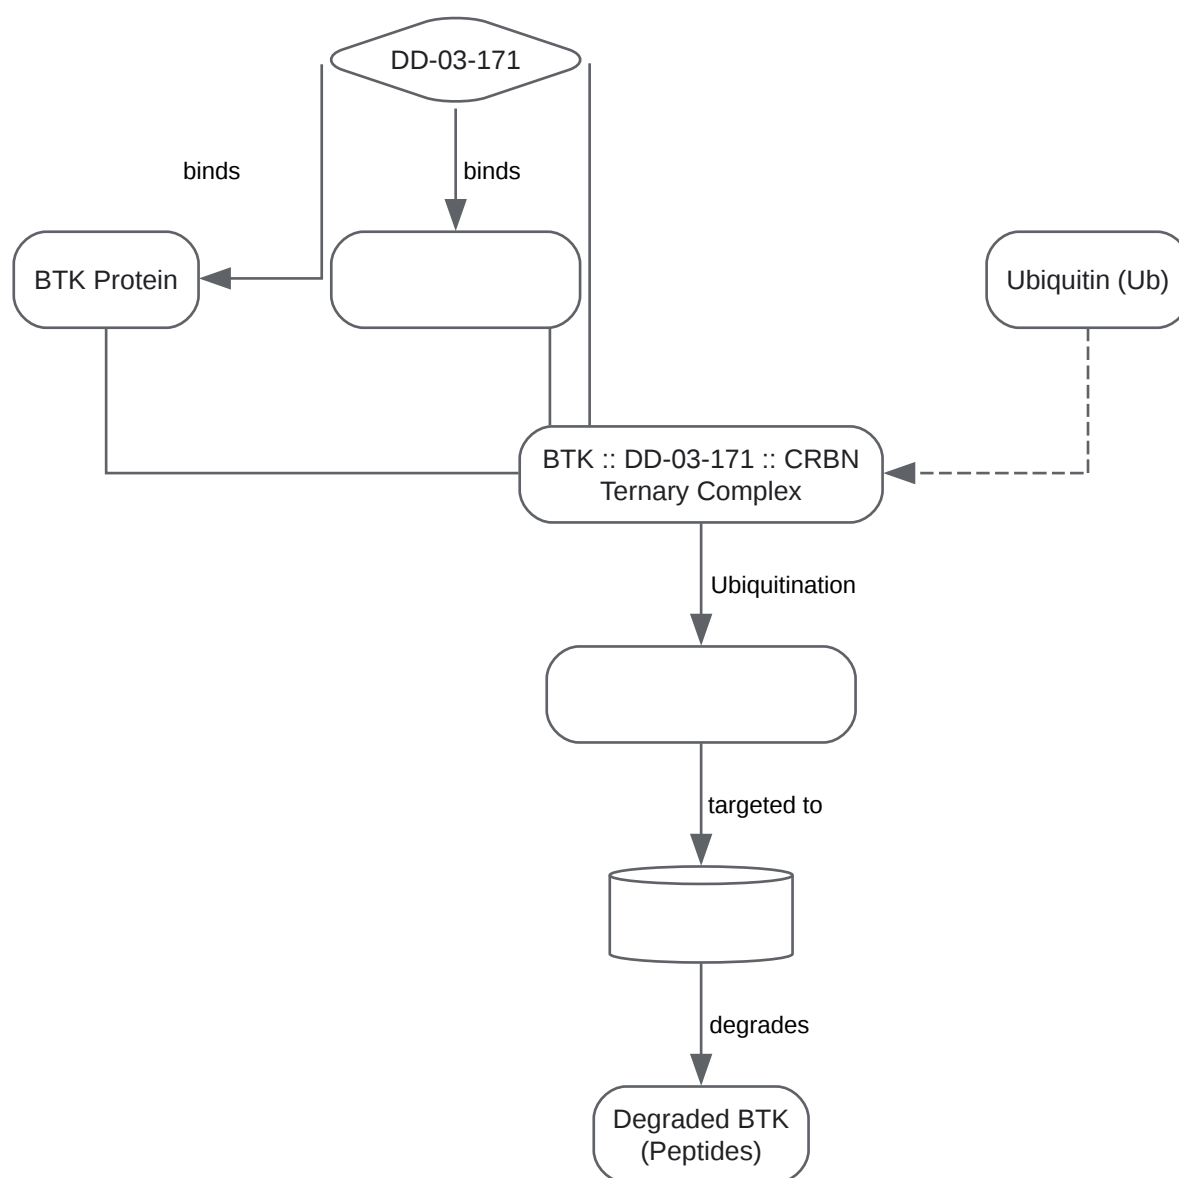 DD-03-171
binds
binds
BTK Protein
Ubiquitin (Ub)
BTK :: DD-03-171 :: CRBN
Ternary Complex
Ubiquitination
targeted to
degrades
Degraded BTK
(Peptides)